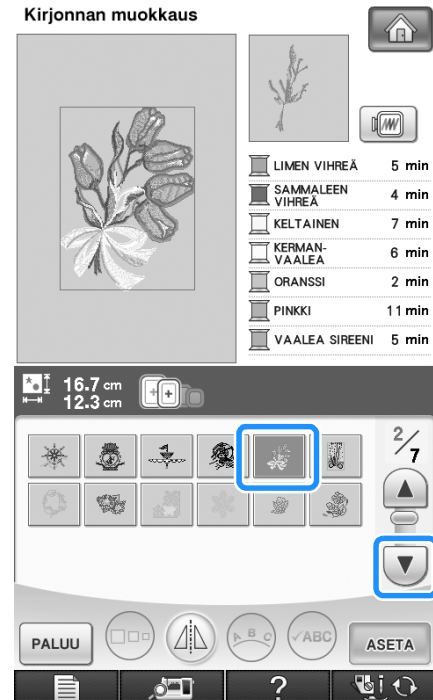 Kirjonnan muokkaus
LIMEN VIHREÄ 5 min
SAMMALEEN
VIHREÄ 4 min
KELTAINEN 7 min
KERMAN-
VAALEA 6 min
ORANSSI 2 min
PINKKI 11 min
VAALEA SIREENI 5 min
16.7 cm
12.3 cm
2/7
PALUU
A B C
✓ABC
ASETA
?